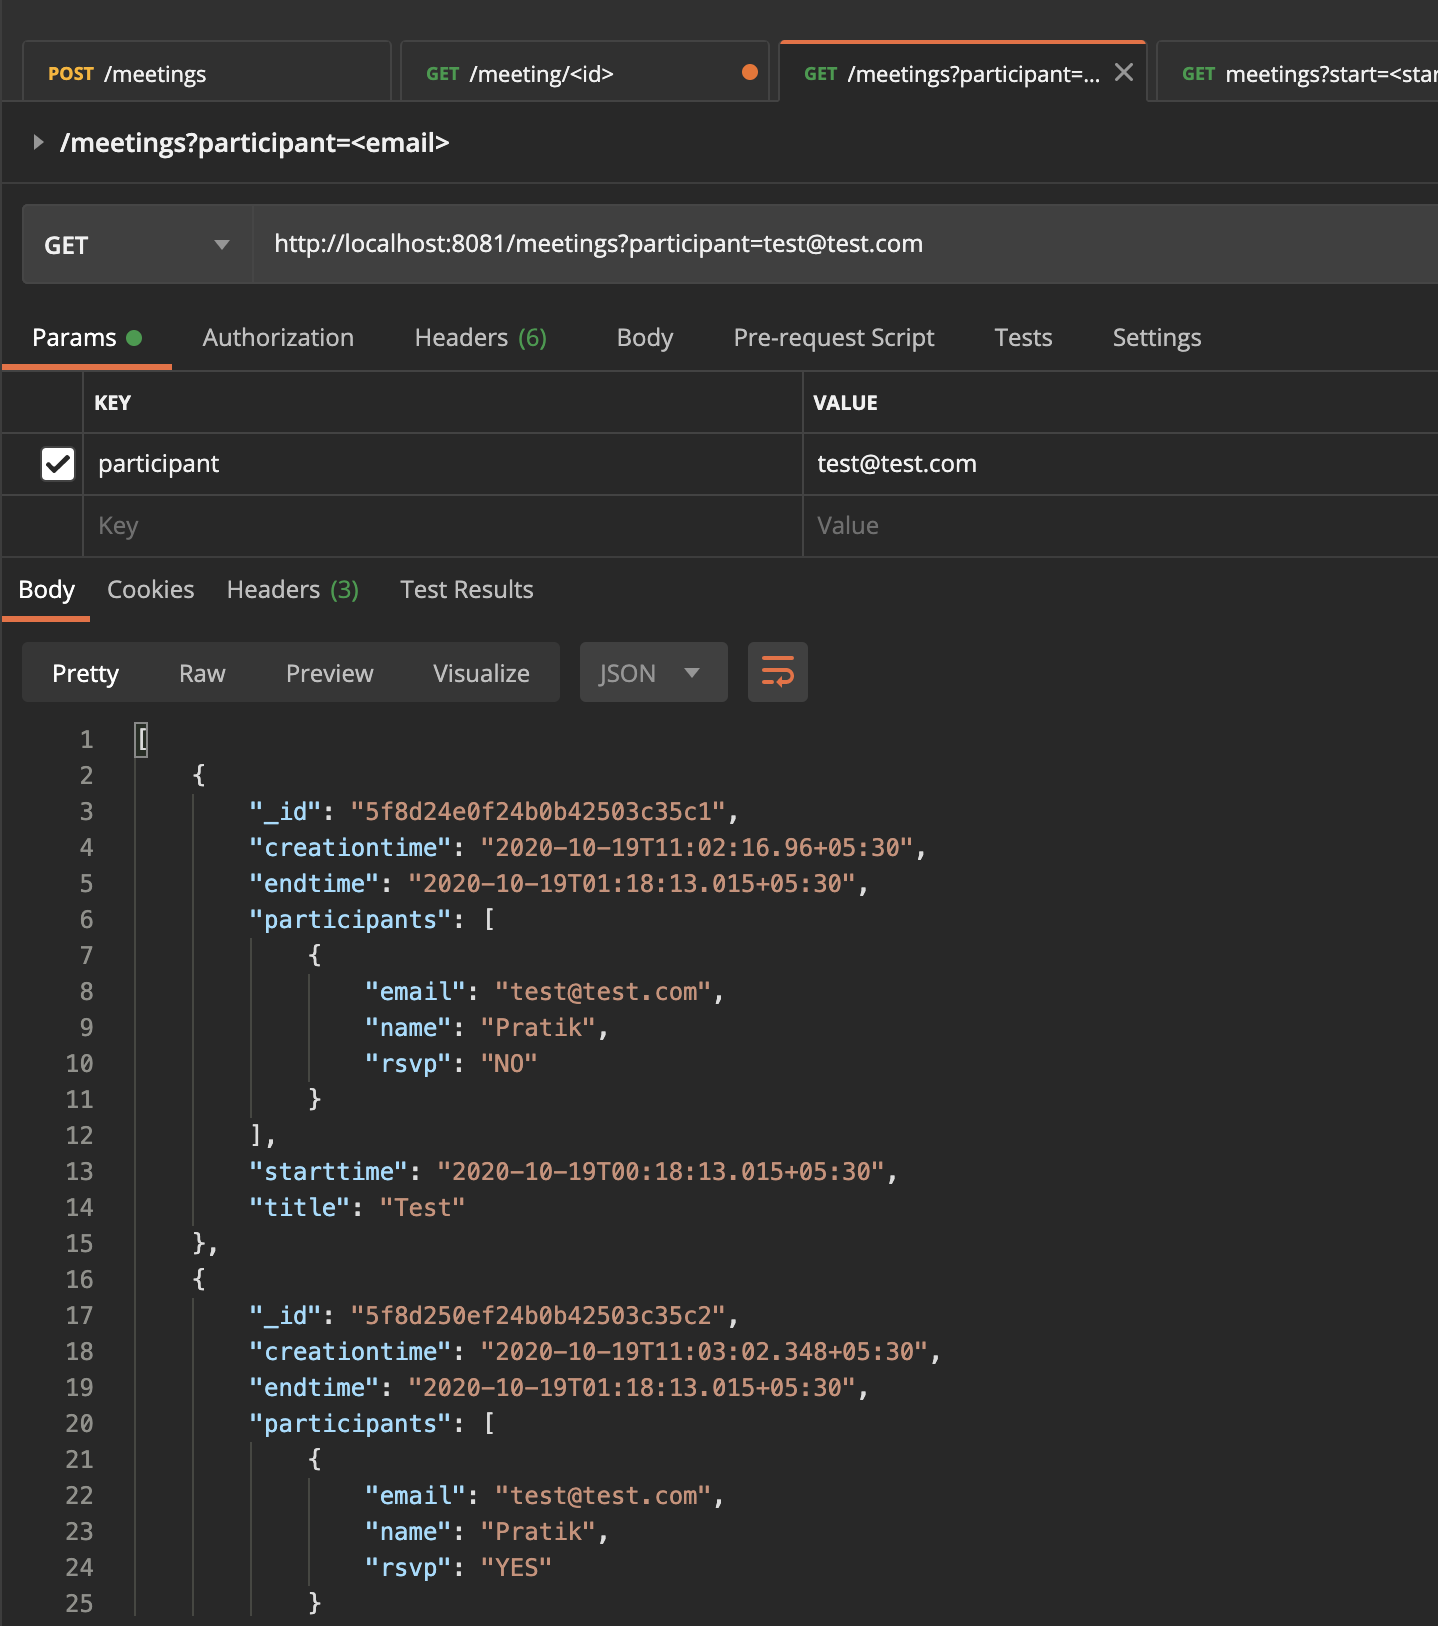 POST /meetings GET /meeting/<id> GET /meetings?participant=... GET meetings?start=<star
/meetings?participant=<email>
GET http://localhost:8081/meetings?participant=test@test.com
Params Authorization Headers (6) Body Pre-request Script Tests Settings
KEY VALUE
participant test@test.com
Key Value
Body Cookies Headers (3) Test Results
Pretty Raw Preview Visualize JSON
1 [
2 {
3 "_id": "5f8d24e0f24b0b42503c35c1",
4 "creationtime": "2020-10-19T11:02:16.96+05:30",
5 "endtime": "2020-10-19T01:18:13.015+05:30",
6 "participants": [
7 {
8 "email": "test@test.com",
9 "name": "Pratik",
10 "rsvp": "NO"
11 }
12 ],
13 "starttime": "2020-10-19T00:18:13.015+05:30",
14 "title": "Test"
15 },
16 {
17 "_id": "5f8d250ef24b0b42503c35c2",
18 "creationtime": "2020-10-19T11:03:02.348+05:30",
19 "endtime": "2020-10-19T01:18:13.015+05:30",
20 "participants": [
21 {
22 "email": "test@test.com",
23 "name": "Pratik",
24 "rsvp": "YES"
25 }